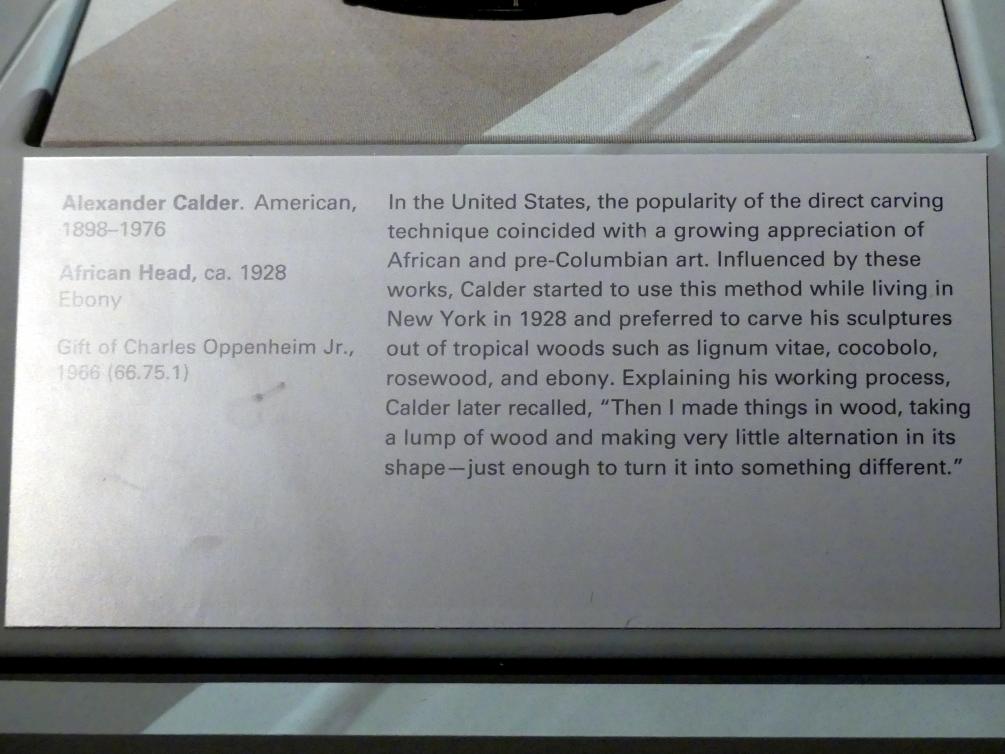 Alexander Calder. American,
1898–1976
African Head, ca. 1928
Ebony
Gift of Charles Oppenheim Jr.,
1966 (66.75.1)
In the United States, the popularity of the direct carving
technique coincided with a growing appreciation of
African and pre-Columbian art. Influenced by these
works, Calder started to use this method while living in
New York in 1928 and preferred to carve his sculptures
out of tropical woods such as lignum vitae, cocobolo,
rosewood, and ebony. Explaining his working process,
Calder later recalled, “Then I made things in wood, taking
a lump of wood and making very little alternation in its
shape—just enough to turn it into something different.”